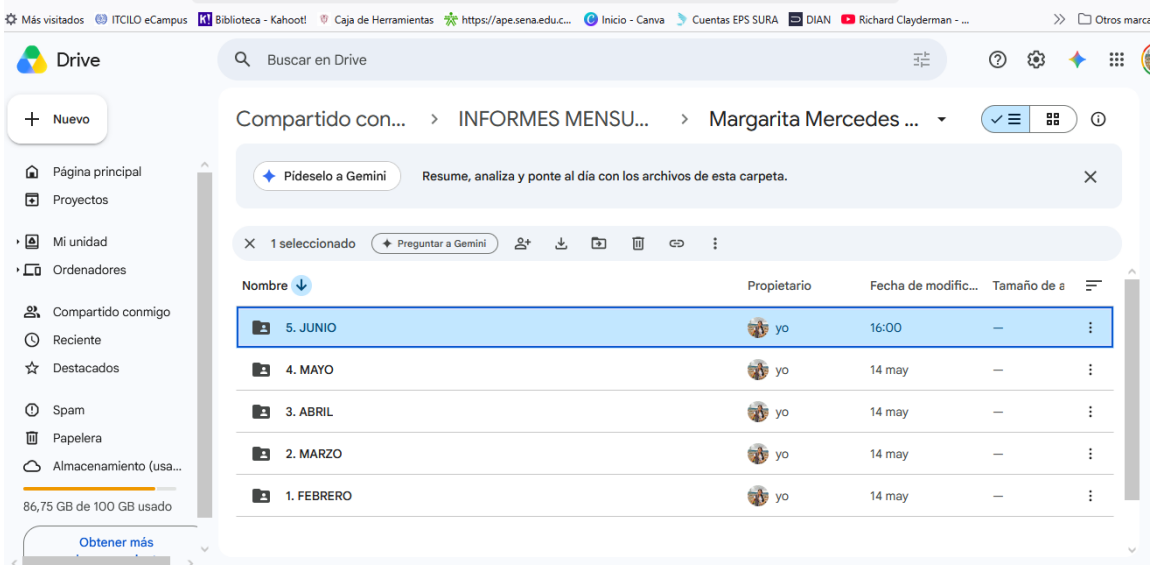 Más visitados ITCILO eCampus K! Biblioteca - Kahoot! Caja de Herramientas https://ape.sena.edu.c... Inicio - Canva Cuentas EPS SURA DIAN Richard Clayderman - ... Otros marca
Drive
Buscar en Drive
Nuevo
Compartido con... > INFORMES MENSU... > Margarita Mercedes ...
Pídeselo a Gemini Resume, analiza y ponte al día con los archivos de esta carpeta.
Página principal
Proyectos
Mi unidad
Ordenadores
Compartido conmigo
Reciente
Destacados
Spam
Papelera
Almacenamiento (usa...
86,75 GB de 100 GB usado
Obtener más
1 seleccionado Preguntar a Gemini
Nombre Propietario Fecha de modific... Tamaño de a
5. JUNIO yo 16:00 —
4. MAYO yo 14 may —
3. ABRIL yo 14 may —
2. MARZO yo 14 may —
1. FEBRERO yo 14 may —